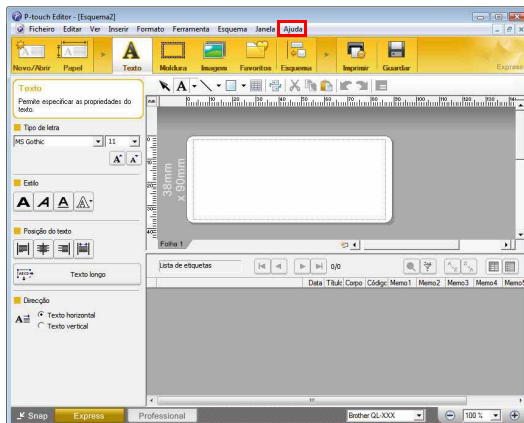 P-touch Editor - [Esquema2]
Ficheiro Editar Ver Inserir Formato Ferramenta Esquema Janela Ajuda
Novo/Abrir Papel Texto Moldura Imagem Favoritos Esquema Imprimir Guardar Express
Texto
Permite especificar as propriedades do
texto.
Tipo de letra
MS Gothic 11
Estilo
Posição do texto
Texto longo
Direcção
Texto horizontal
Texto vertical
38mm
x 90mm
Folha 1
Lista de etiquetas 0/0
Data Título Corpo Código Memo1 Memo2 Memo3 Memo4 Memo5
Snap Express Professional Brother QL-XXX 100 %